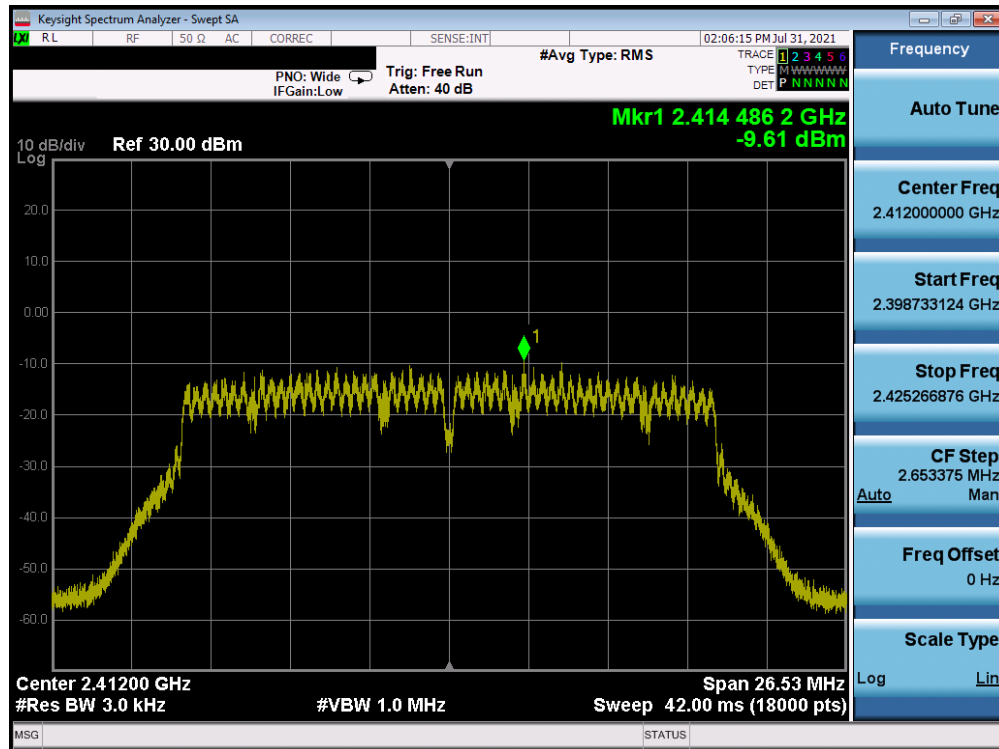 Keysight Spectrum Analyzer - Swept SA
LXI RL RF 50 Ω AC CORREC SENSE:INT 02:06:15 PM Jul 31, 2021
#Avg Type: RMS
TRACE 1 2 3 4 5 6
PNO: Wide Trig: Free Run
TYPE M WWWWW
IFGain:Low Atten: 40 dB
DET P N N N N N
Mkr1 2.414 486 2 GHz
-9.61 dBm
10 dB/div Ref 30.00 dBm
Log
20.0
10.0
0.00
1
-10.0
-20.0
-30.0
-40.0
-50.0
-60.0
Center 2.41200 GHz Span 26.53 MHz
#Res BW 3.0 kHz #VBW 1.0 MHz Sweep 42.00 ms (18000 pts)
MSG STATUS
Frequency
Auto Tune
Center Freq
2.412000000 GHz
Start Freq
2.398733124 GHz
Stop Freq
2.425266876 GHz
CF Step
2.653375 MHz
Auto Man
Freq Offset
0 Hz
Scale Type
Log Lin